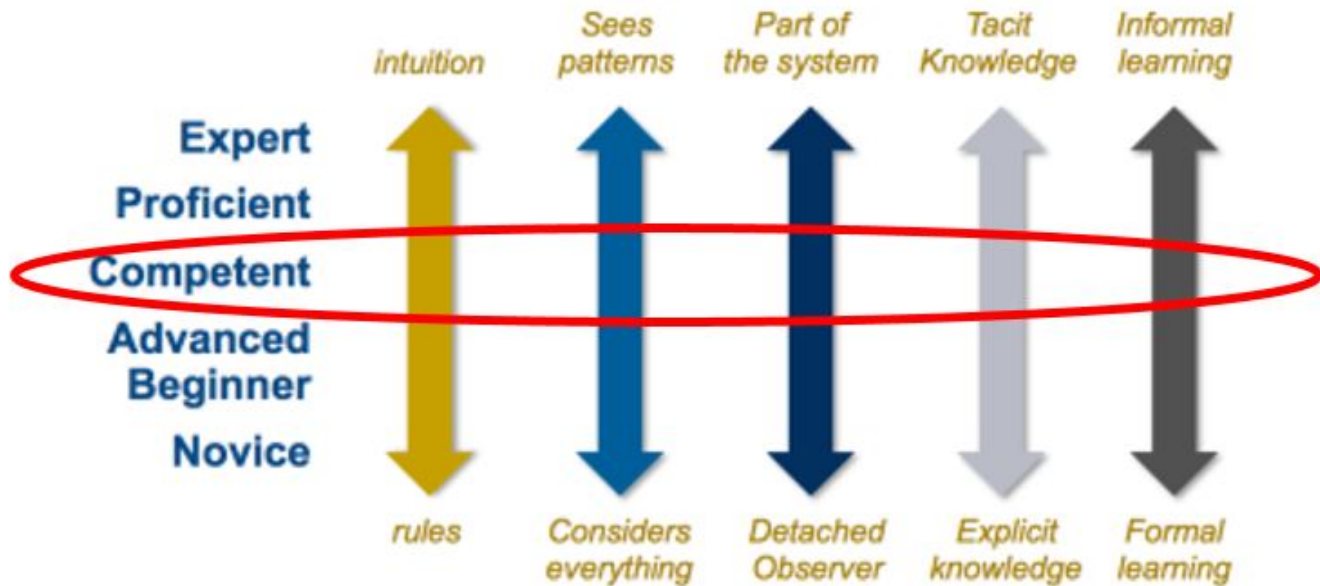 intuition
Sees
patterns
Part of
the system
Tacit
Knowledge
Informal
learning
Expert
Proficient
Competent
Advanced
Beginner
Novice
rules
Considers
everything
Detached
Observer
Explicit
knowledge
Formal
learning